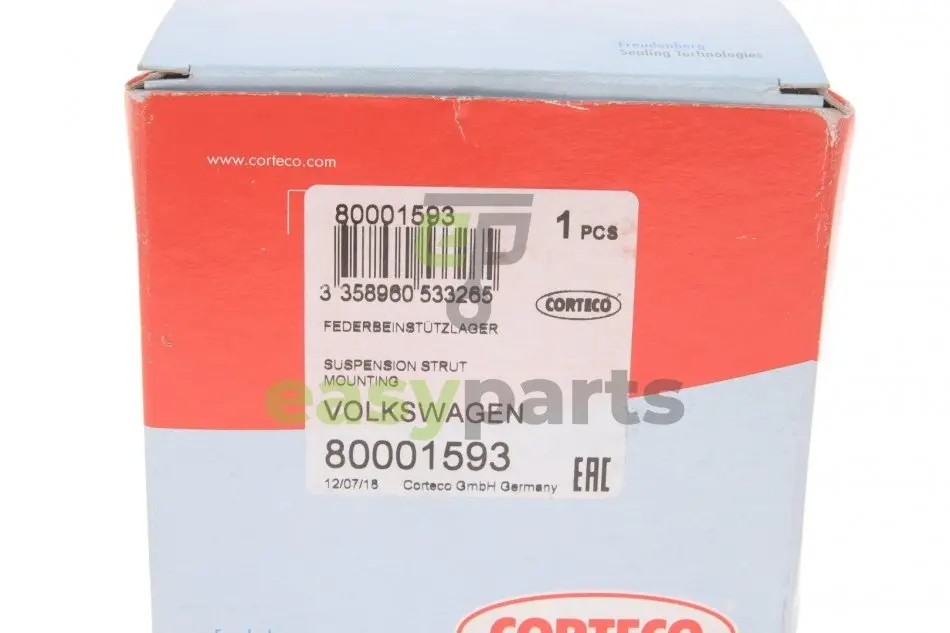 Freudenberg
Sealing Technologies
www.corteco.com
80001593
1 PCS
3 358960 533265
CORTECO
FEDERBEINSTÜTZLAGER
SUSPENSION STRUT
MOUNTING
easyparts
VOLKSWAGEN
80001593
12/07/18 Corteco GmbH Germany
EAC
CORTECO